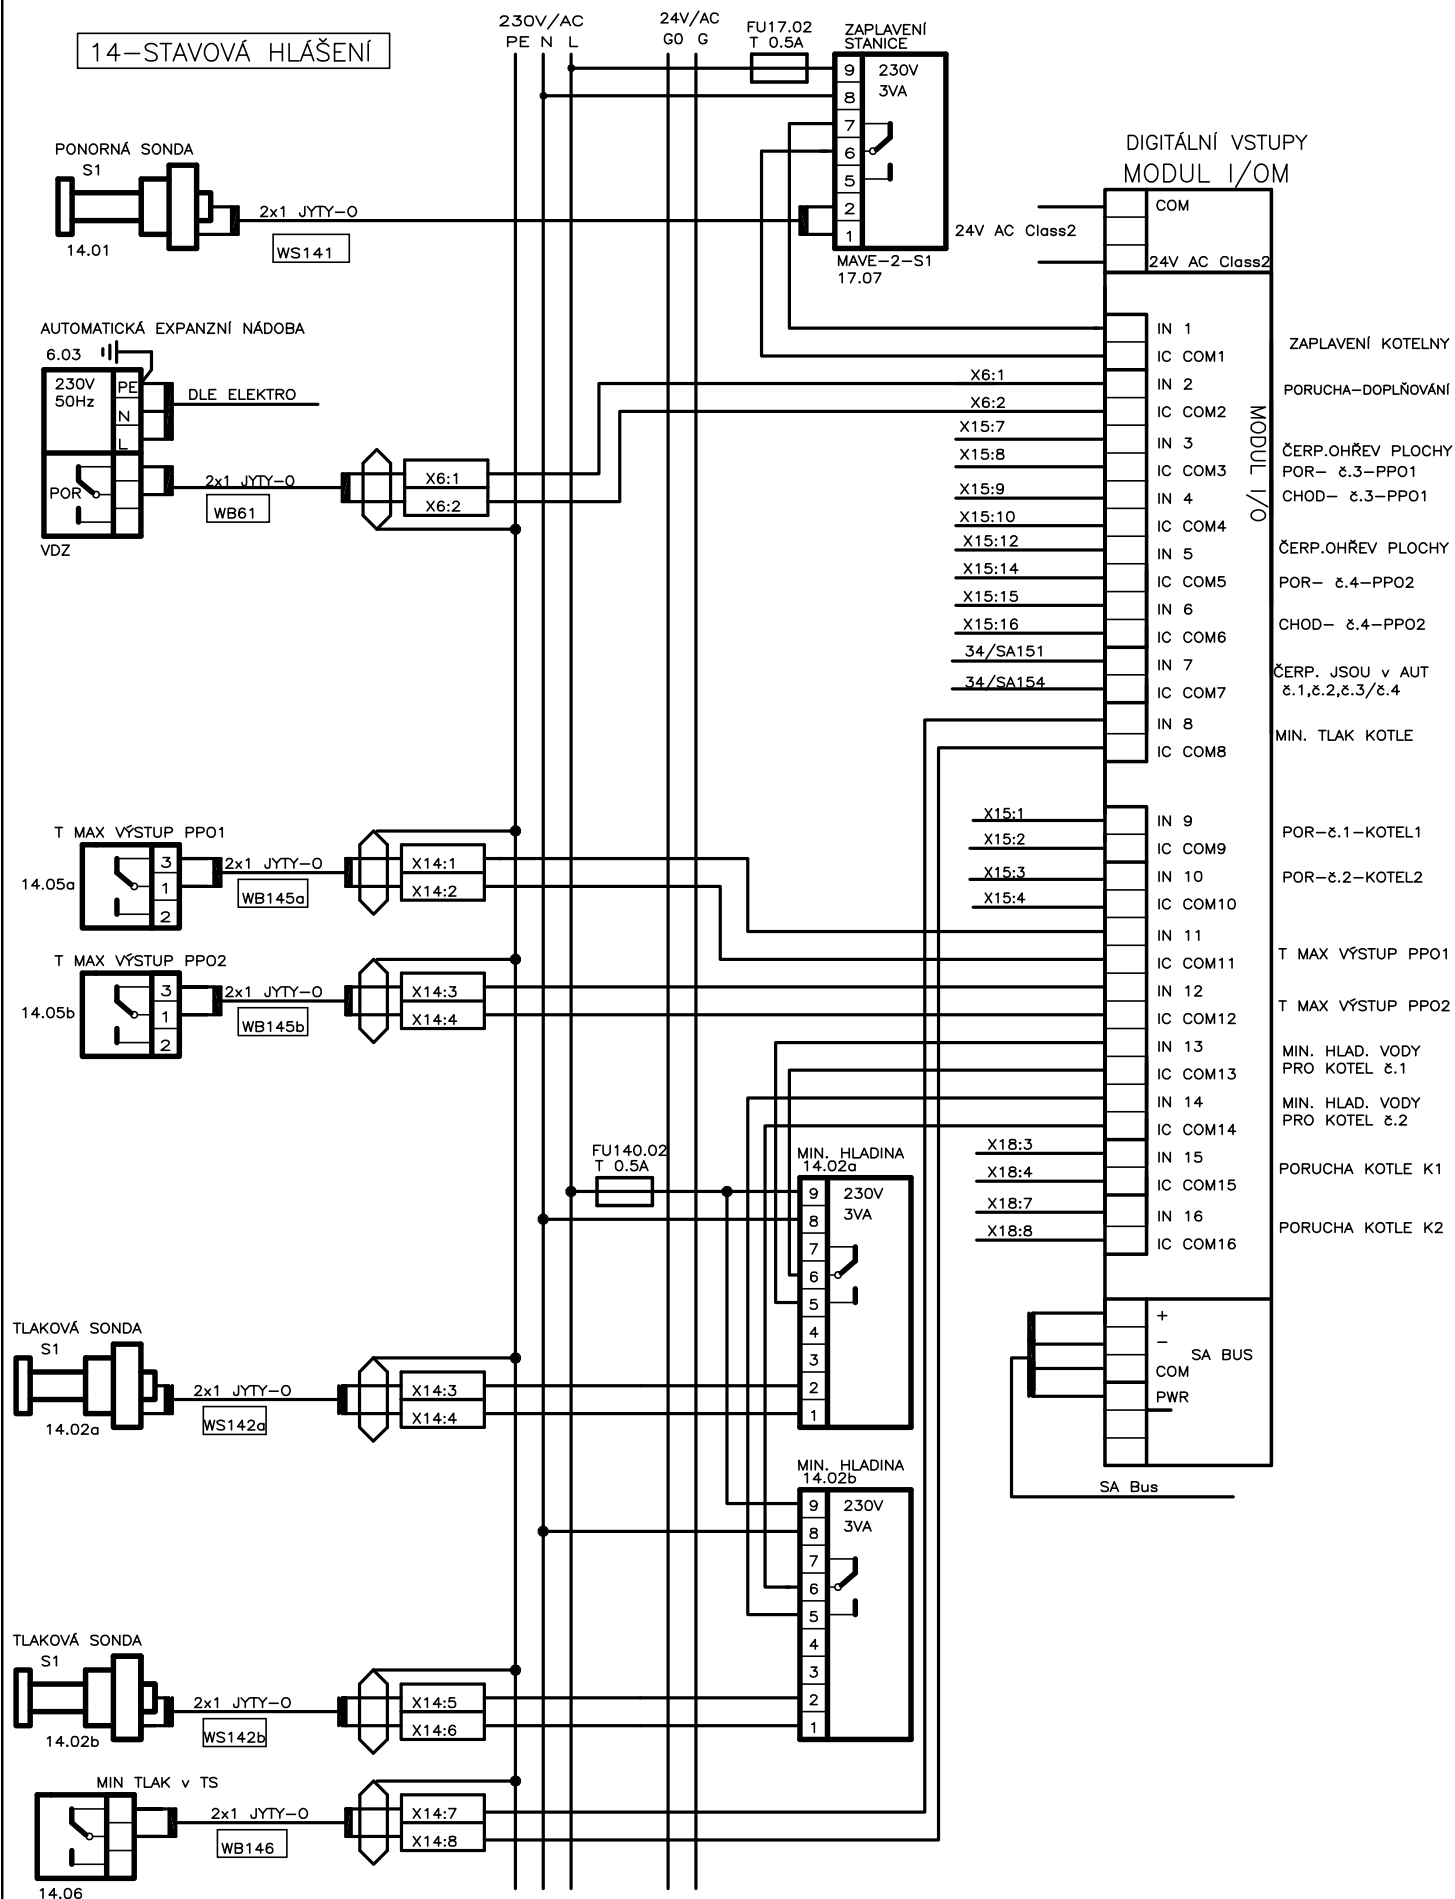 14-STAVOVÁ HLÁŠENÍ
230V/AC
PE N L
24V/AC
G0 G
FU17.02
T 0.5A
ZAPLAVENÍ
STANICE
9
8
7
6
5
2
1
230V
3VA
MAVE-2-S1
17.07
PONORNÁ SONDA
S1
14.01
2x1 JYTY-O
WS141
DIGITÁLNÍ VSTUPY
MODUL I/OM
COM
24V AC Class2
24V AC Class2
MODUL I/O
IN 1
IC COM1
ZAPLAVENÍ KOTELNY
X6:1
IN 2
PORUCHA-DOPLŇOVÁNÍ
X6:2
IC COM2
X15:7
IN 3
ČERP.OHŘEV PLOCHY
X15:8
IC COM3
POR- č.3-PPO1
X15:9
IN 4
CHOD- č.3-PPO1
X15:10
IC COM4
X15:12
IN 5
ČERP.OHŘEV PLOCHY
X15:14
IC COM5
POR- č.4-PPO2
X15:15
IN 6
X15:16
IC COM6
CHOD- č.4-PPO2
34/SA151
IN 7
ČERP. JSOU v AUT
34/SA154
IC COM7
č.1,č.2,č.3/č.4
IN 8
IC COM8
MIN. TLAK KOTLE
X15:1
IN 9
X15:2
IC COM9
POR-č.1-KOTEL1
X15:3
IN 10
POR-č.2-KOTEL2
X15:4
IC COM10
IN 11
IC COM11
T MAX VÝSTUP PPO1
IN 12
IC COM12
T MAX VÝSTUP PPO2
IN 13
IC COM13
MIN. HLAD. VODY
PRO KOTEL č.1
IN 14
IC COM14
MIN. HLAD. VODY
PRO KOTEL č.2
X18:3
IN 15
X18:4
IC COM15
PORUCHA KOTLE K1
X18:7
IN 16
X18:8
IC COM16
PORUCHA KOTLE K2
+
-
COM
PWR
SA BUS
SA Bus
AUTOMATICKÁ EXPANZNÍ NÁDOBA
6.03
230V
50Hz
PE
N
L
DLE ELEKTRO
POR
VDZ
2x1 JYTY-O
WB61
X6:1
X6:2
T MAX VÝSTUP PPO1
14.05a
3
1
2
2x1 JYTY-O
WB145a
X14:1
X14:2
T MAX VÝSTUP PPO2
14.05b
3
1
2
2x1 JYTY-O
WB145b
X14:3
X14:4
FU140.02
T 0.5A
MIN. HLADINA
14.02a
9
8
7
6
5
4
3
2
1
230V
3VA
TLAKOVÁ SONDA
S1
14.02a
2x1 JYTY-O
WS142a
X14:3
X14:4
MIN. HLADINA
14.02b
9
8
7
6
5
4
3
2
1
230V
3VA
TLAKOVÁ SONDA
S1
14.02b
2x1 JYTY-O
WS142b
X14:5
X14:6
MIN TLAK v TS
14.06
2x1 JYTY-O
WB146
X14:7
X14:8